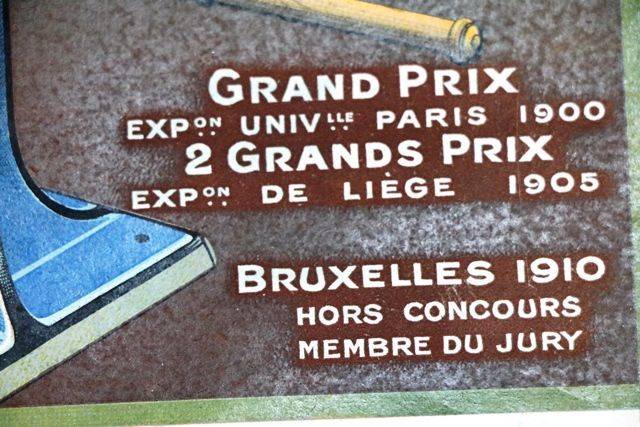 GRAND PRIX
EXPᴼᴺ UNIVᴸᴸᴱ PARIS 1900
2 GRANDS PRIX
EXPᴼᴺ DE LIÈGE 1905
BRUXELLES 1910
HORS CONCOURS
MEMBRE DU JURY